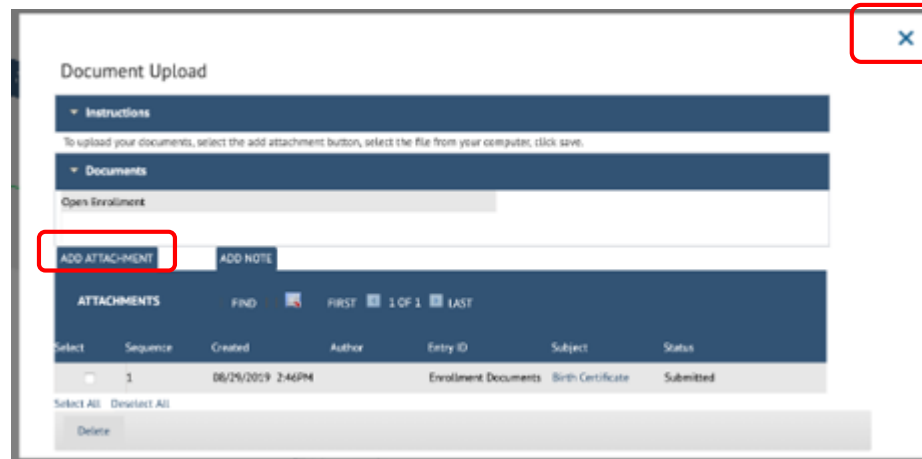 Document Upload
Instructions
To upload your documents, select the add attachment button, select the file from your computer, click save.
Documents
Open Enrollment
ADD ATTACHMENT ADD NOTE
ATTACHMENTS FIND FIRST 1 OF 1 LAST
Select Sequence Created Author Entry ID Subject Status
1 08/29/2019 2:46PM Enrollment Documents Birth Certificate Submitted
Select All Deselect All
Delete